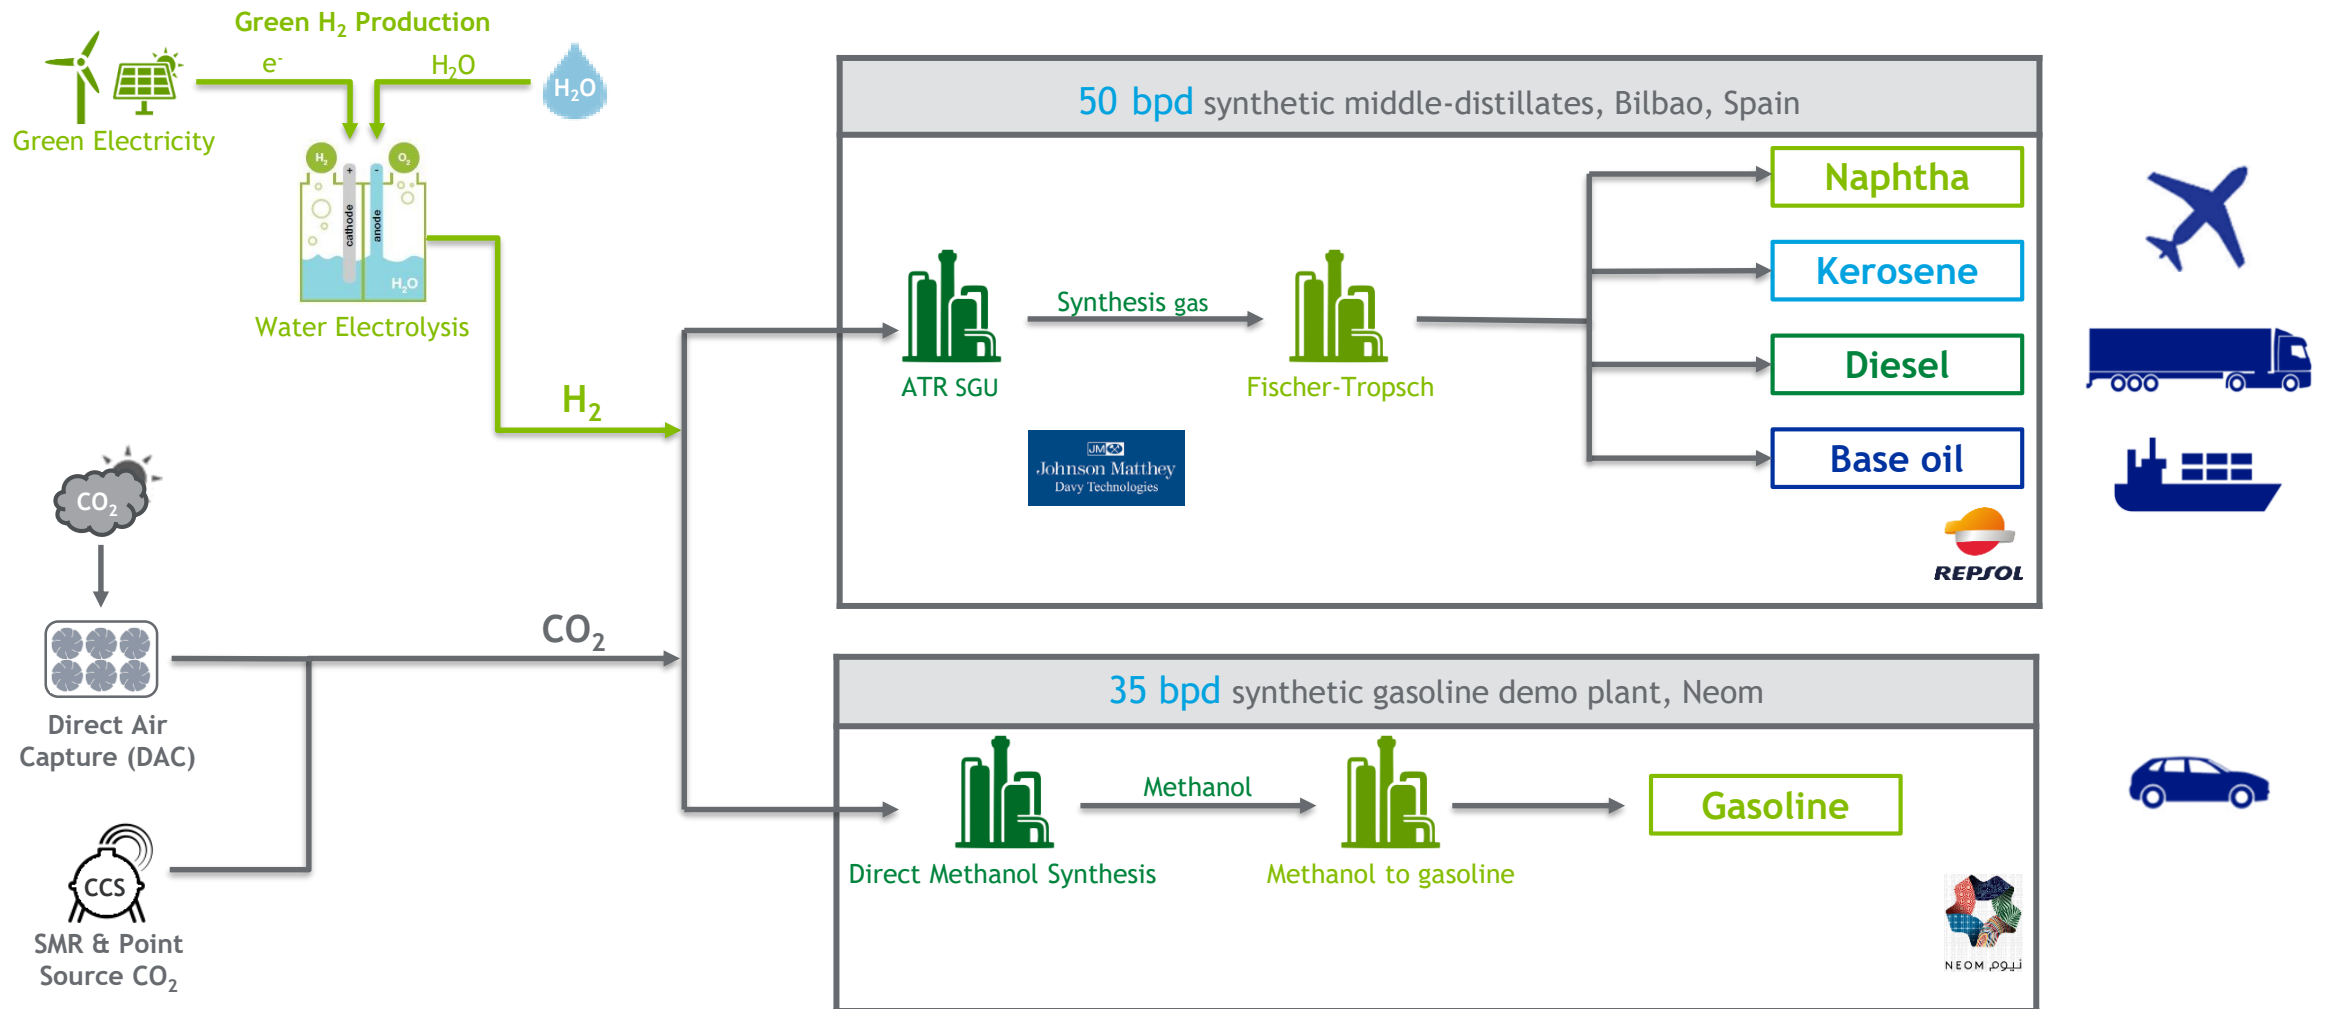 Green H₂ Production
e⁻
H₂O
H₂O
Green Electricity
H₂
O₂
+
-
cathode
anode
H₂O
Water Electrolysis
H₂
CO₂
CO₂
Direct Air
Capture (DAC)
CCS
SMR & Point
Source CO₂
50 bpd synthetic middle-distillates, Bilbao, Spain
ATR SGU
Synthesis gas
Fischer-Tropsch
Naphtha
Kerosene
Diesel
Base oil
JM
Johnson Matthey
Davy Technologies
REPSOL
35 bpd synthetic gasoline demo plant, Neom
Direct Methanol Synthesis
Methanol
Methanol to gasoline
Gasoline
NEOM نيوم